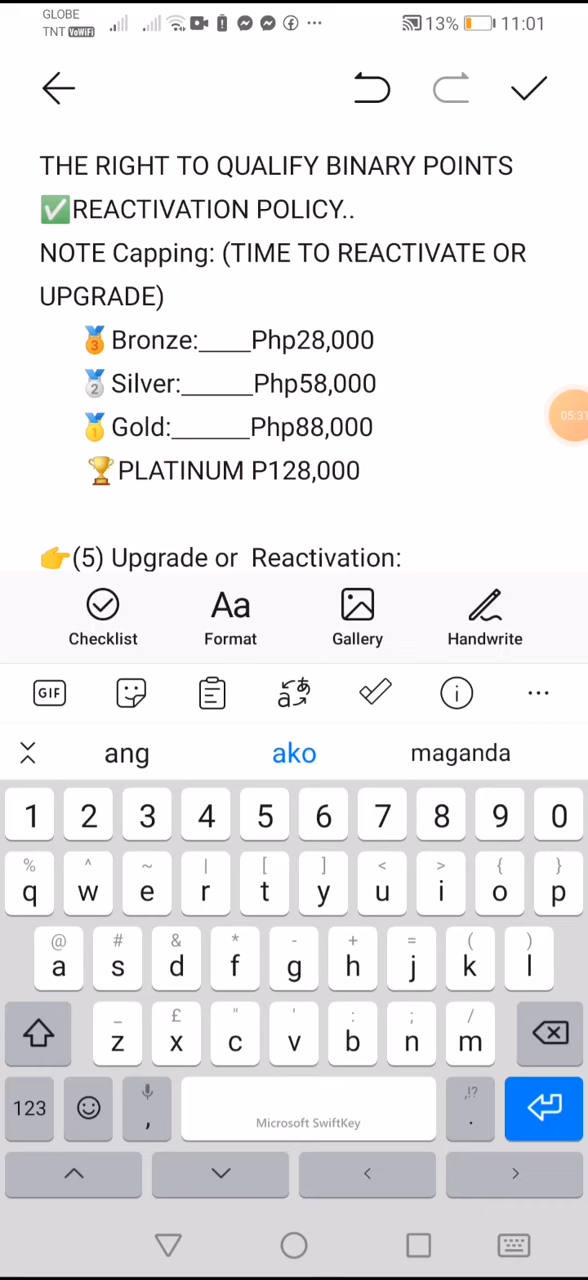 GLOBE
TNT VoWiFi
13% 11:01
THE RIGHT TO QUALIFY BINARY POINTS
✅REACTIVATION POLICY..
NOTE Capping: (TIME TO REACTIVATE OR
UPGRADE)
🥉Bronze:____Php28,000
🥈Silver:______Php58,000
🥇Gold:______Php88,000
🏆PLATINUM P128,000
05:31
👉(5) Upgrade or  Reactivation:
Checklist Format Gallery Handwrite
GIF
ang ako maganda
1 2 3 4 5 6 7 8 9 0
% ^ ~ | [ ] < > { }
q w e r t y u i o p
@ # & * - + = ( )
a s d f g h j k l
_ £ " ' : ; /
z x c v b n m
123 , Microsoft SwiftKey ,!? .